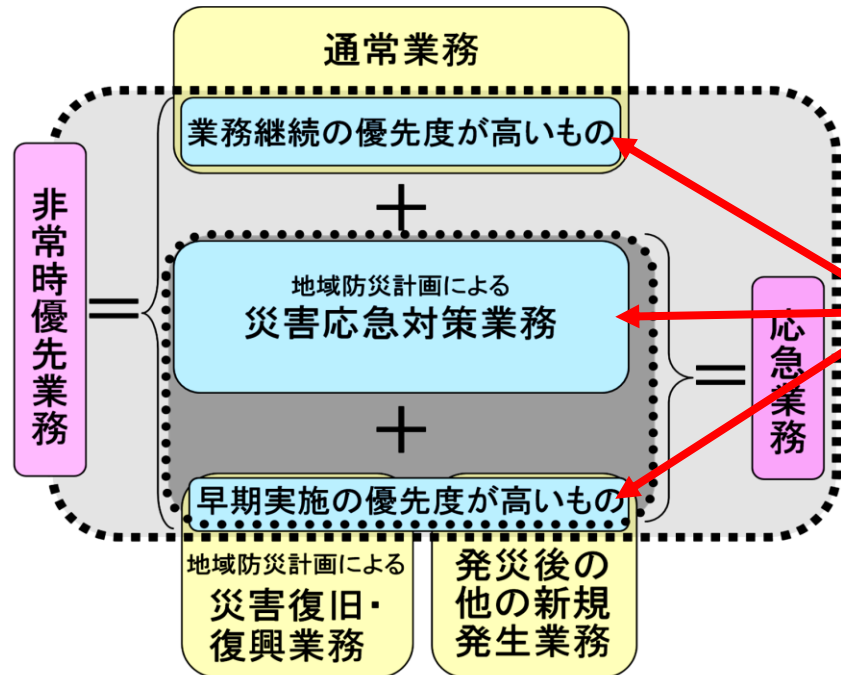 通常業務
業務継続の優先度が高いもの
＋
非常時優先業務
＝
地域防災計画による
災害応急対策業務
＝
応急業務
＋
早期実施の優先度が高いもの
地域防災計画による
災害復旧・
復興業務
発災後の
他の新規
発生業務